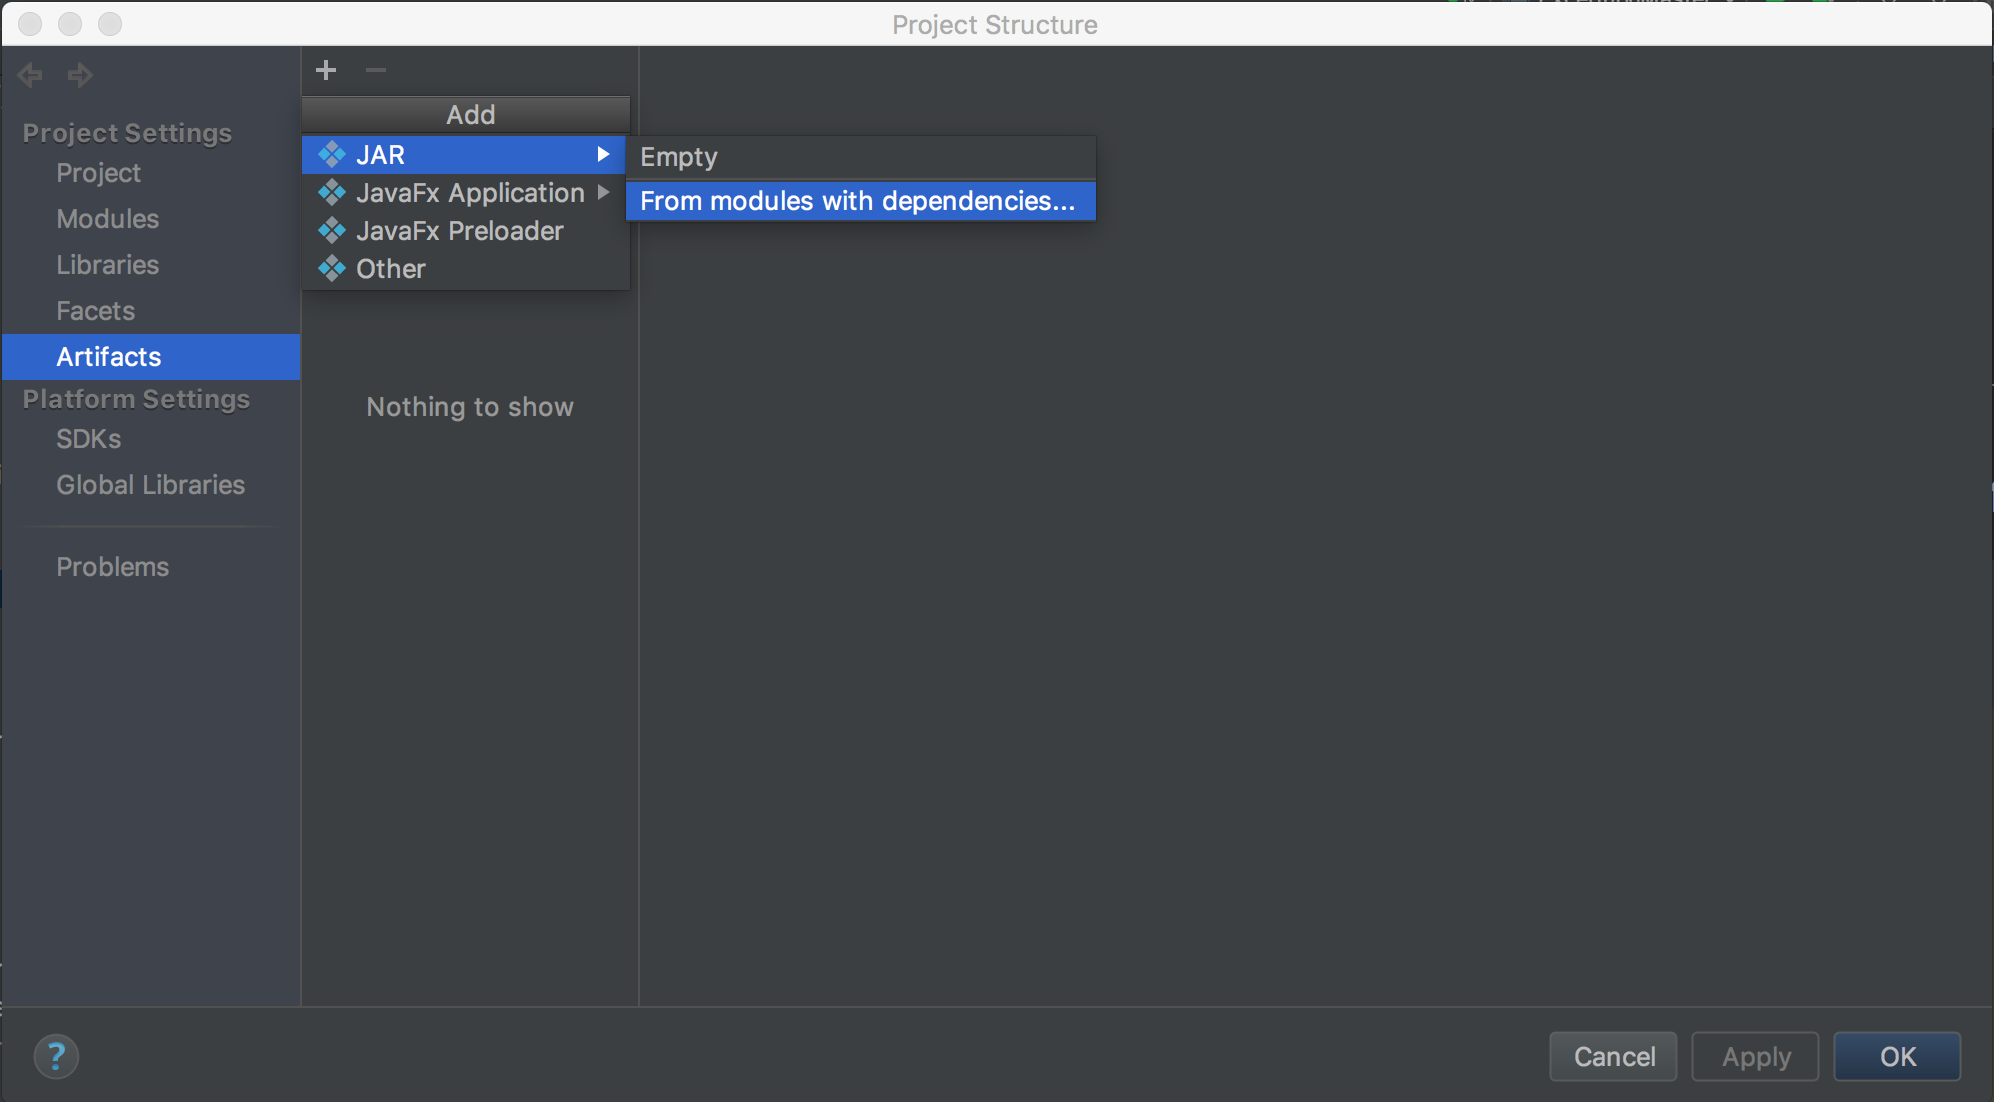 Project Structure
Add
Project Settings
Project
Modules
Libraries
Facets
Artifacts
Platform Settings
SDKs
Global Libraries
Problems
JAR
JavaFx Application
JavaFx Preloader
Other
Empty
From modules with dependencies...
Nothing to show
?
Cancel
Apply
OK